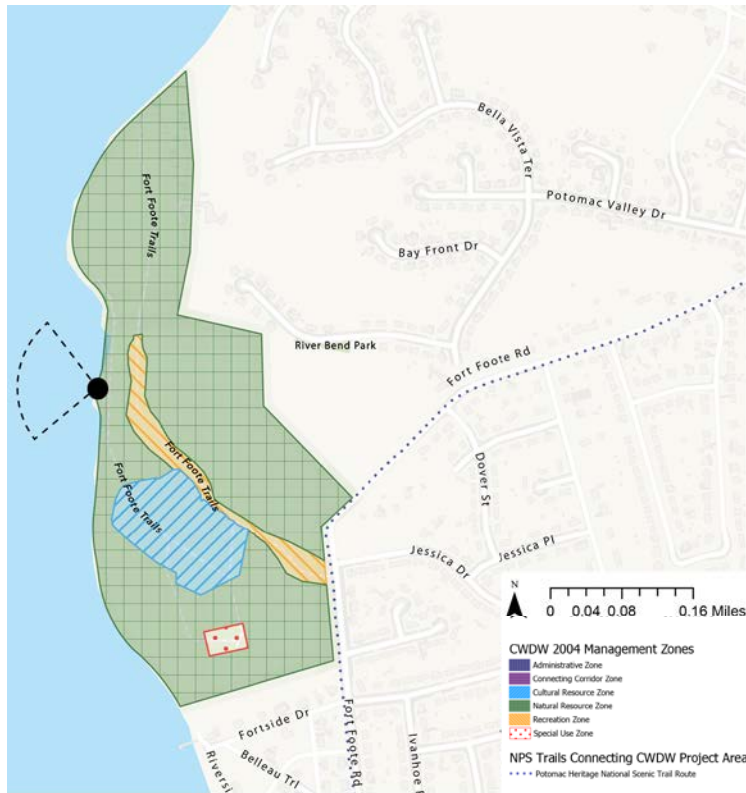 Bella Vista Ter
Potomac Valley Dr
Fort Foote Trails
Bay Front Dr
River Bend Park
Fort Foote Rd
Fort Foote Trails
Fort Foote Trails
Dover St
Jessica Dr
Jessica Pl
N
0 0.04 0.08 0.16 Miles
CWDW 2004 Management Zones
Administrative Zone
Connecting Corridor Zone
Cultural Resource Zone
Natural Resource Zone
Recreation Zone
Special Use Zone
NPS Trails Connecting CWDW Project Area
Potomac Heritage National Scenic Trail Route
Fortside Dr
Fort Foote Rd
Belleau Trl
Riversi
Ivanhoe